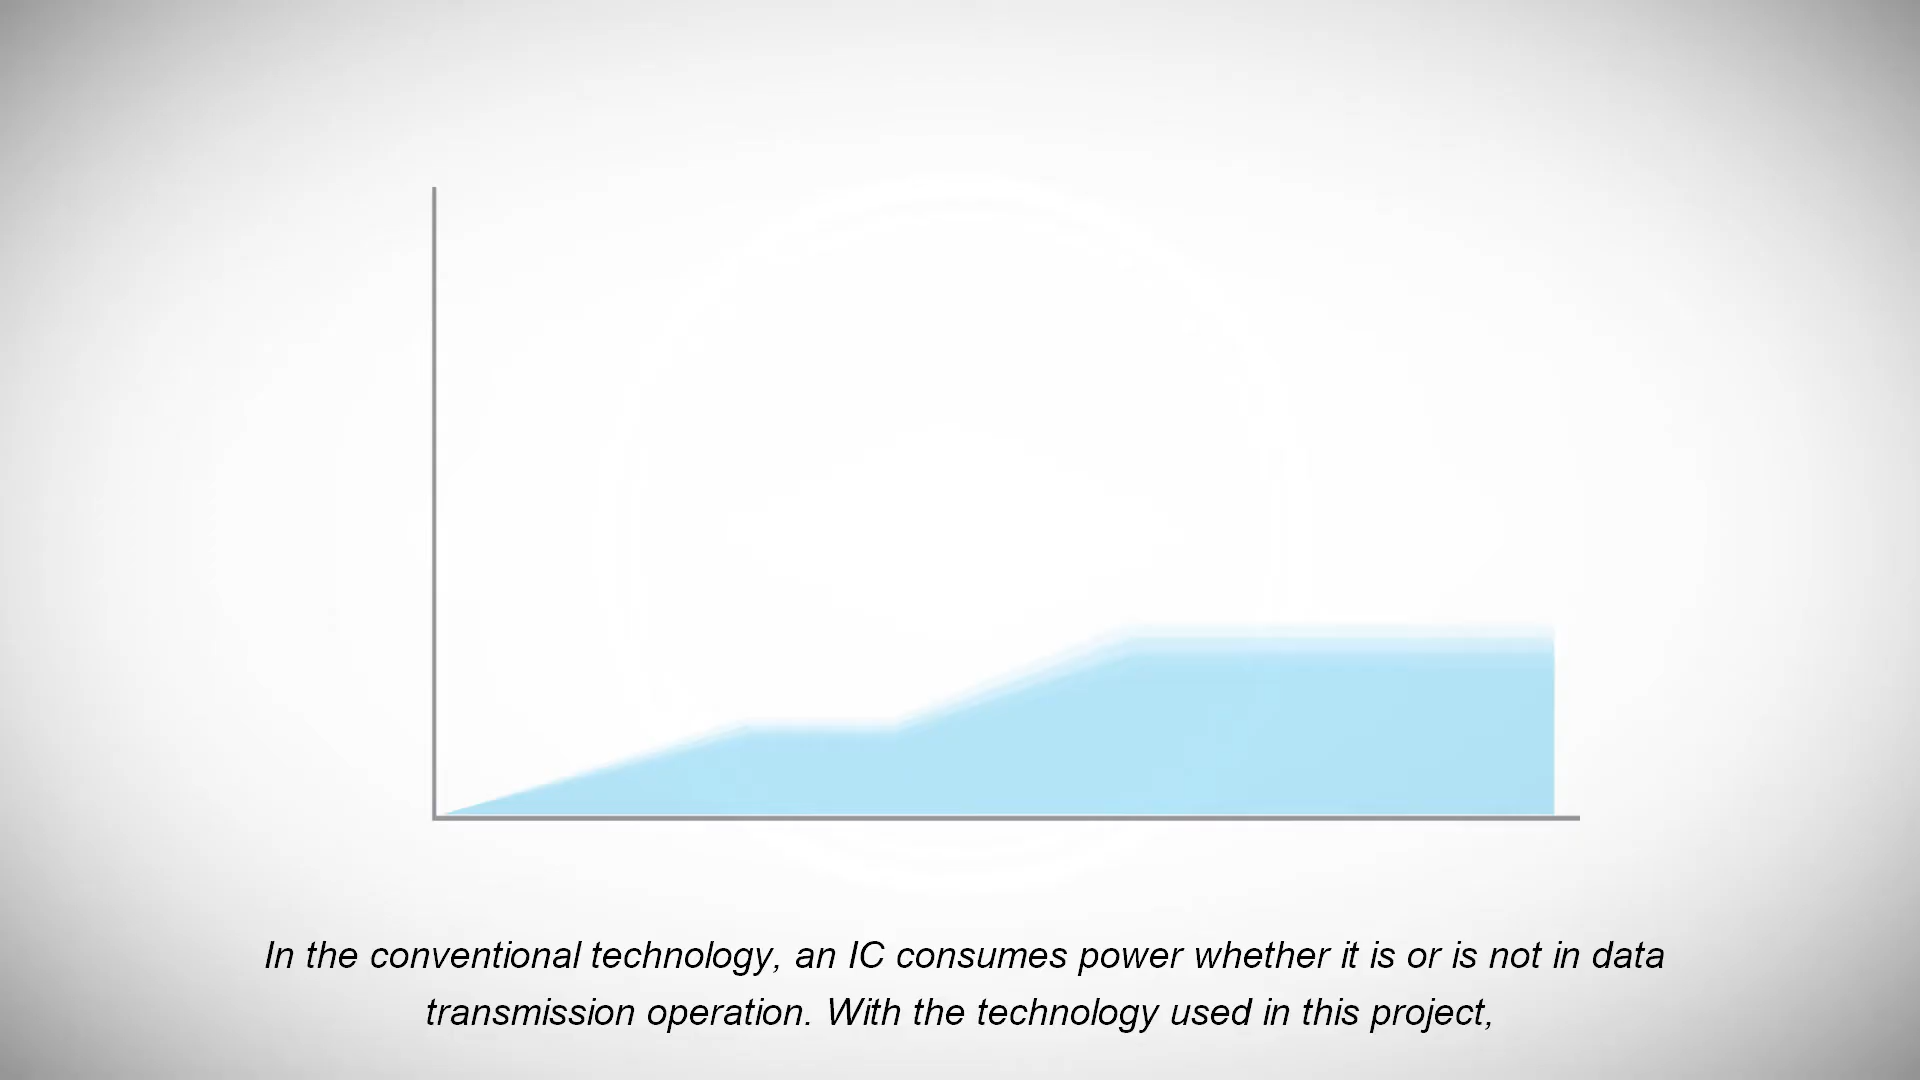 In the conventional technology, an IC consumes power whether it is or is not in data
transmission operation. With the technology used in this project,